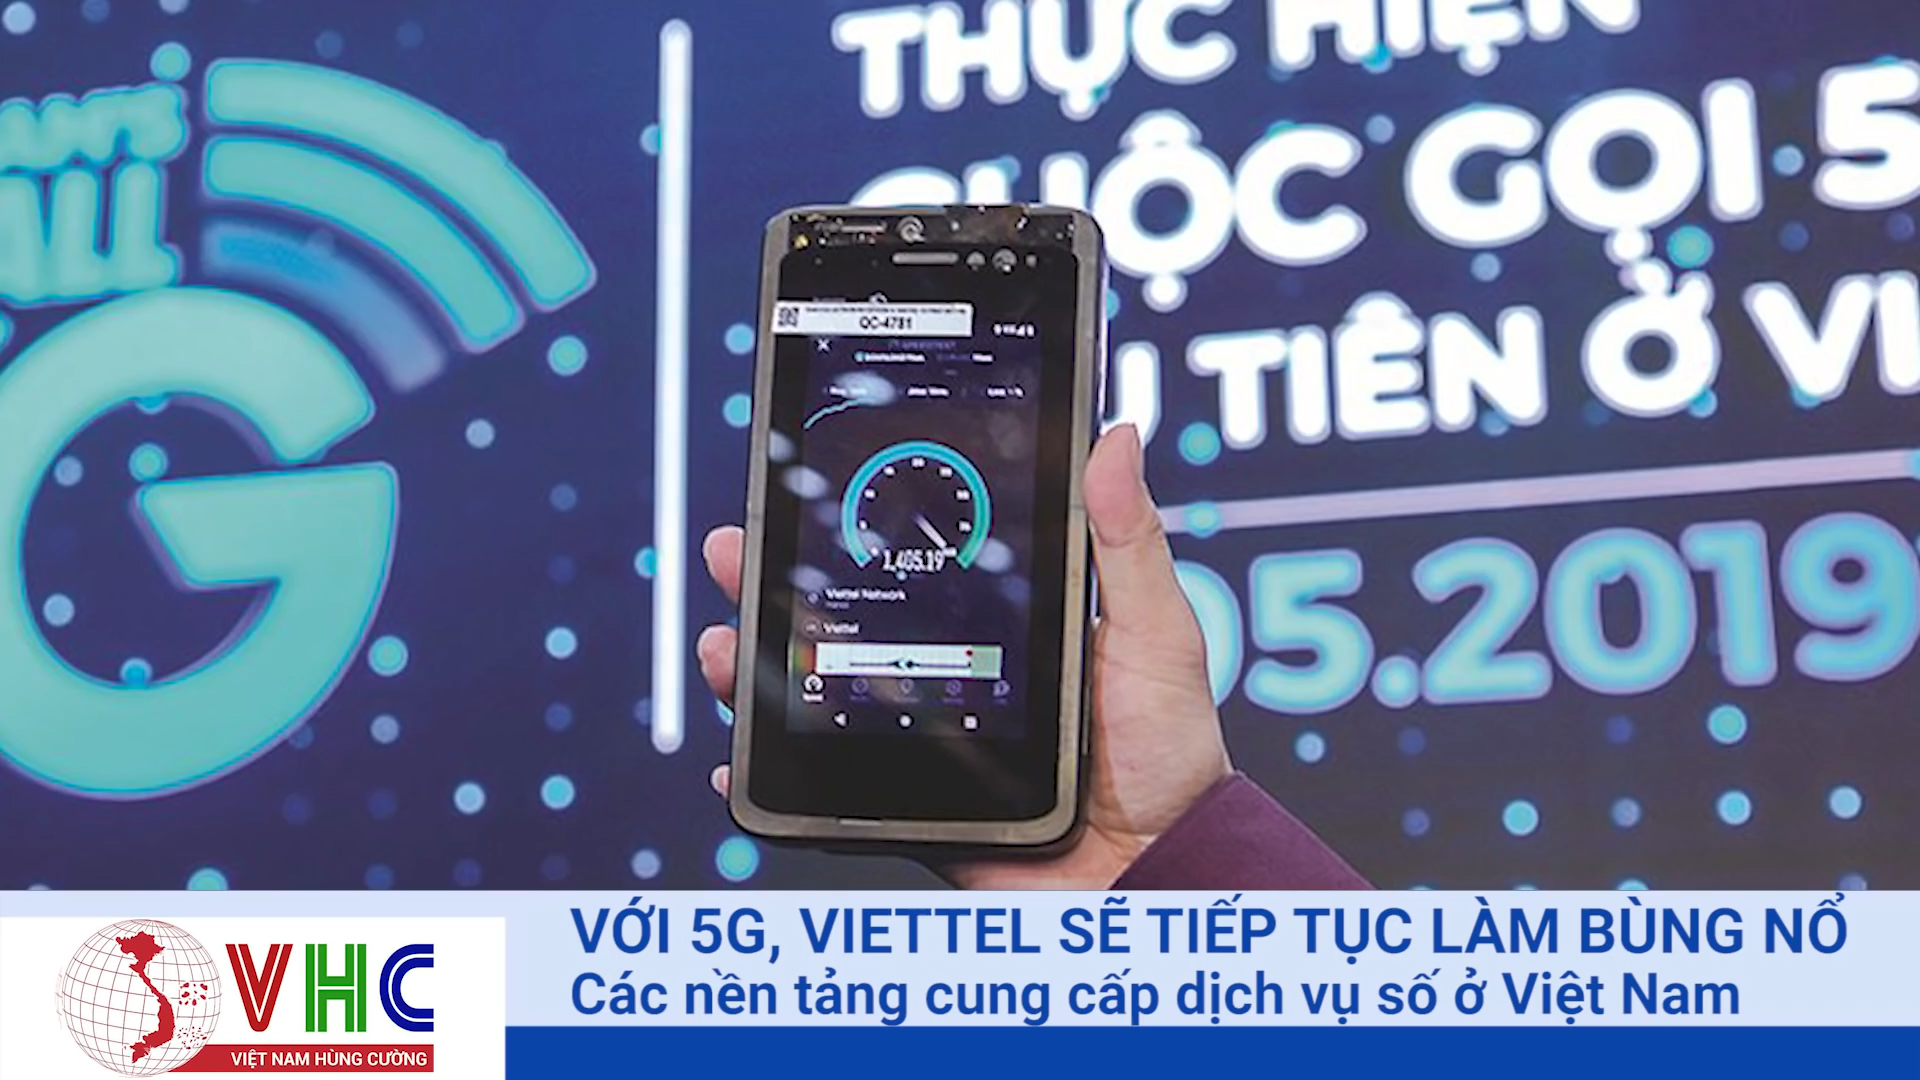 ALL
G
THỰC HIỆN
CUỘC GỌI 5
U TIÊN Ở VI
05.2019
QC-4781
1,405.19
Viettel Network
Viettel
VỚI 5G, VIETTEL SẼ TIẾP TỤC LÀM BÙNG NỔ
Các nền tảng cung cấp dịch vụ số ở Việt Nam
VHC
VIỆT NAM HÙNG CƯỜNG